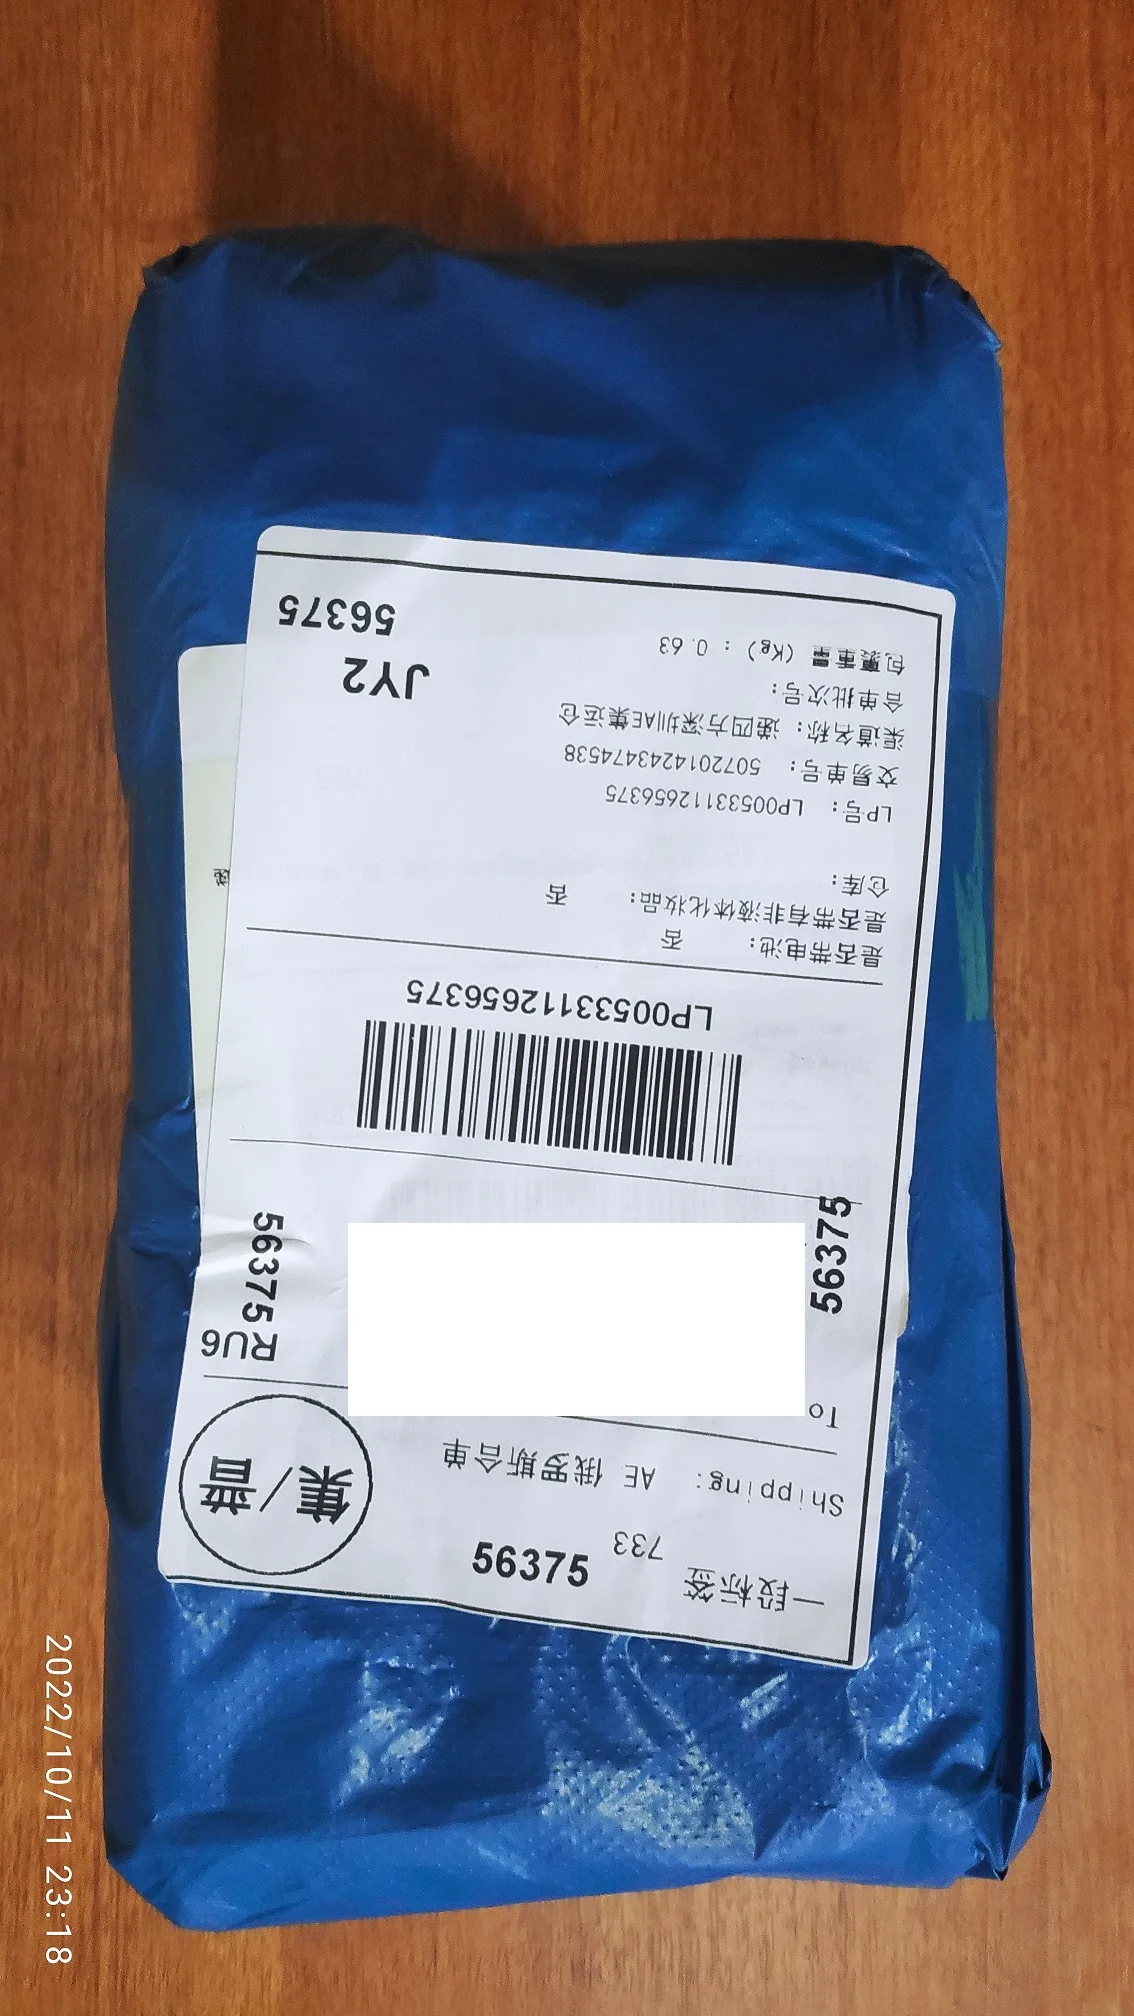 一段标签 733 56375
Shipping: AE 俄罗斯合单
集/普
To
RU6
56375
56375
LP00533112656375
是否带电池: 否
是否带有非液体化妆品: 否
仓库:
LP号: LP00533112656375
交易单号: 5072014243474538
渠道名称: 递四方深圳AE集运仓
合单批次号:
包裹重量 (Kg) : 0.63
JY2
56375
递
2022/10/11 23:18